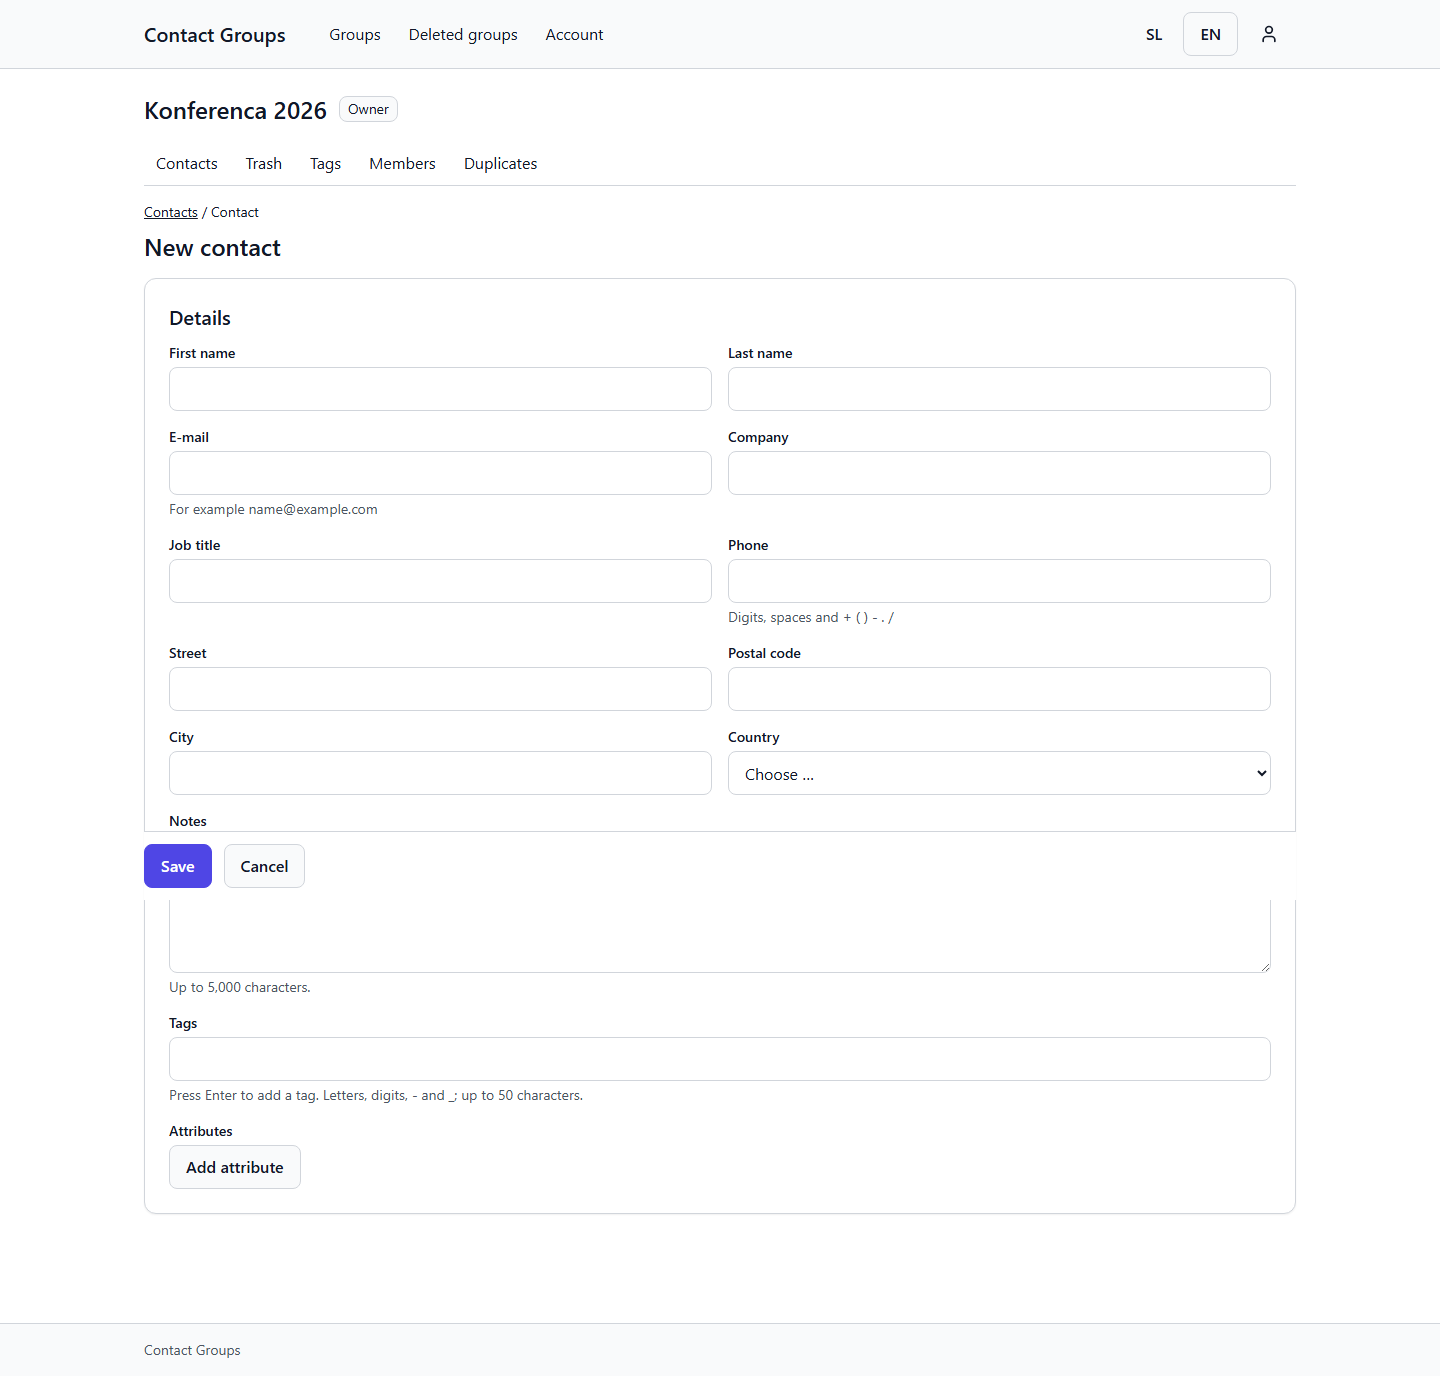 Contact Groups Groups Deleted groups Account SL EN
Konferenca 2026 Owner
Contacts Trash Tags Members Duplicates
Contacts / Contact
New contact
Details
First name Last name
E-mail Company
For example name@example.com
Job title Phone
Digits, spaces and + ( ) - . /
Street Postal code
City Country
Choose ...
Notes
Save Cancel
Up to 5,000 characters.
Tags
Press Enter to add a tag. Letters, digits, - and _; up to 50 characters.
Attributes
Add attribute
Contact Groups